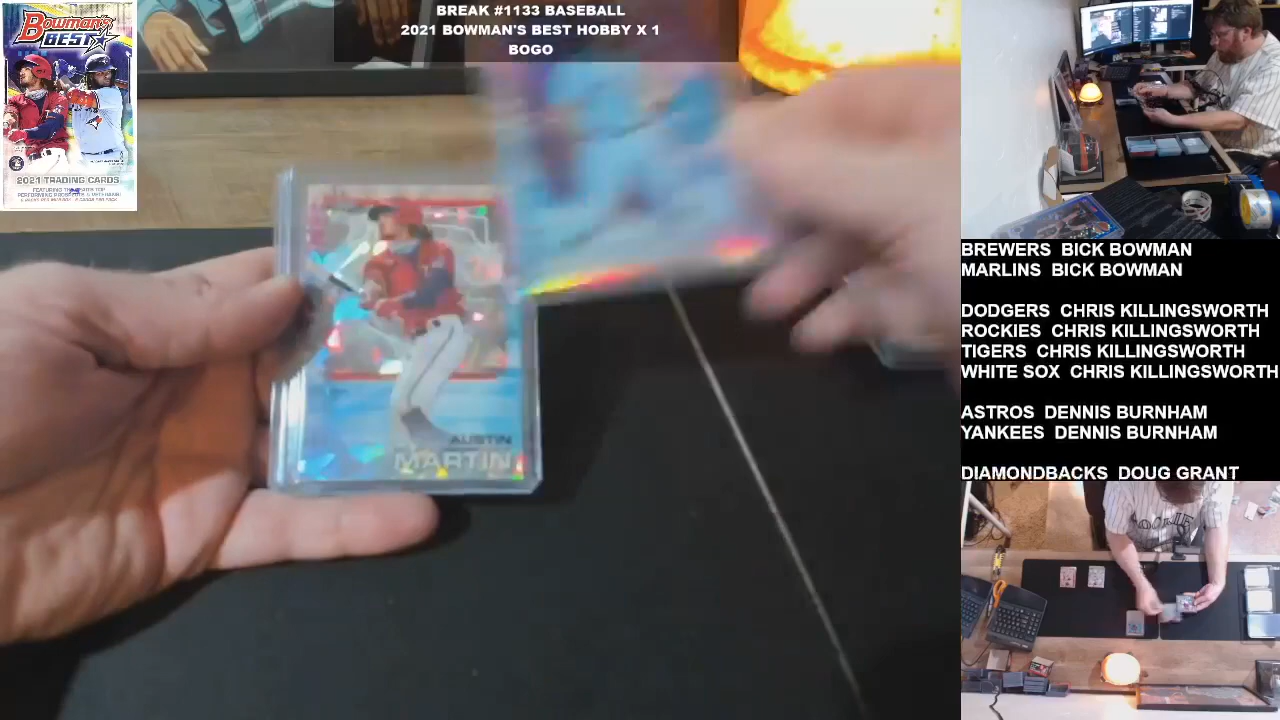 BREAK #1133 BASEBALL
2021 BOWMAN'S BEST HOBBY X 1
BOGO
Bowman's
BEST
2021 TRADING CARDS
AUSTIN
MARTIN
BREWERS BICK BOWMAN
MARLINS BICK BOWMAN
DODGERS CHRIS KILLINGSWORTH
ROCKIES CHRIS KILLINGSWORTH
TIGERS CHRIS KILLINGSWORTH
WHITE SOX CHRIS KILLINGSWORTH
ASTROS DENNIS BURNHAM
YANKEES DENNIS BURNHAM
DIAMONDBACKS DOUG GRANT